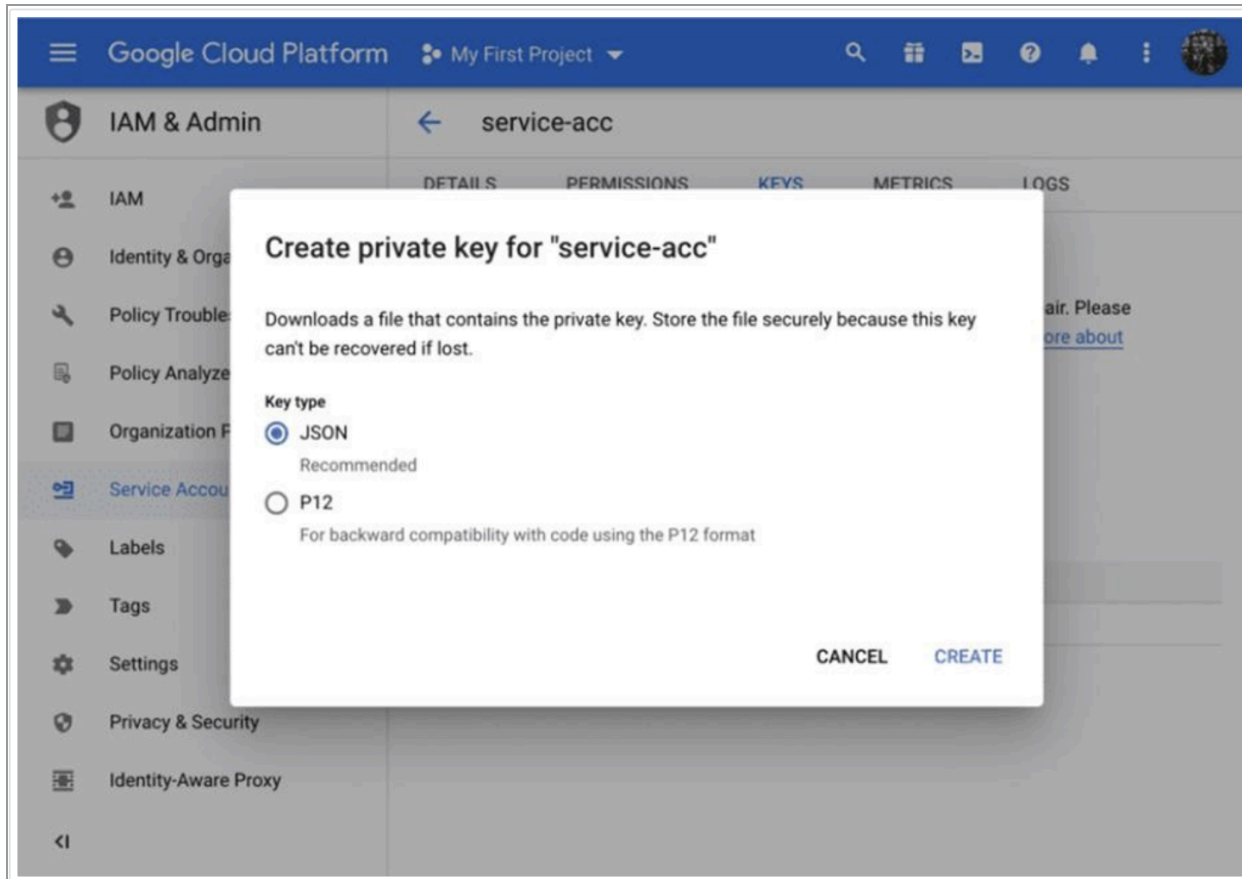 Google Cloud Platform My First Project
IAM & Admin
service-acc
DETAILS PERMISSIONS KEYS METRICS LOGS
IAM
Identity & Orga
Policy Trouble
Policy Analyze
Organization P
Service Accou
Labels
Tags
Settings
Privacy & Security
Identity-Aware Proxy
air. Please
ore about
Create private key for "service-acc"
Downloads a file that contains the private key. Store the file securely because this key
can't be recovered if lost.
Key type
JSON
Recommended
P12
For backward compatibility with code using the P12 format
CANCEL CREATE